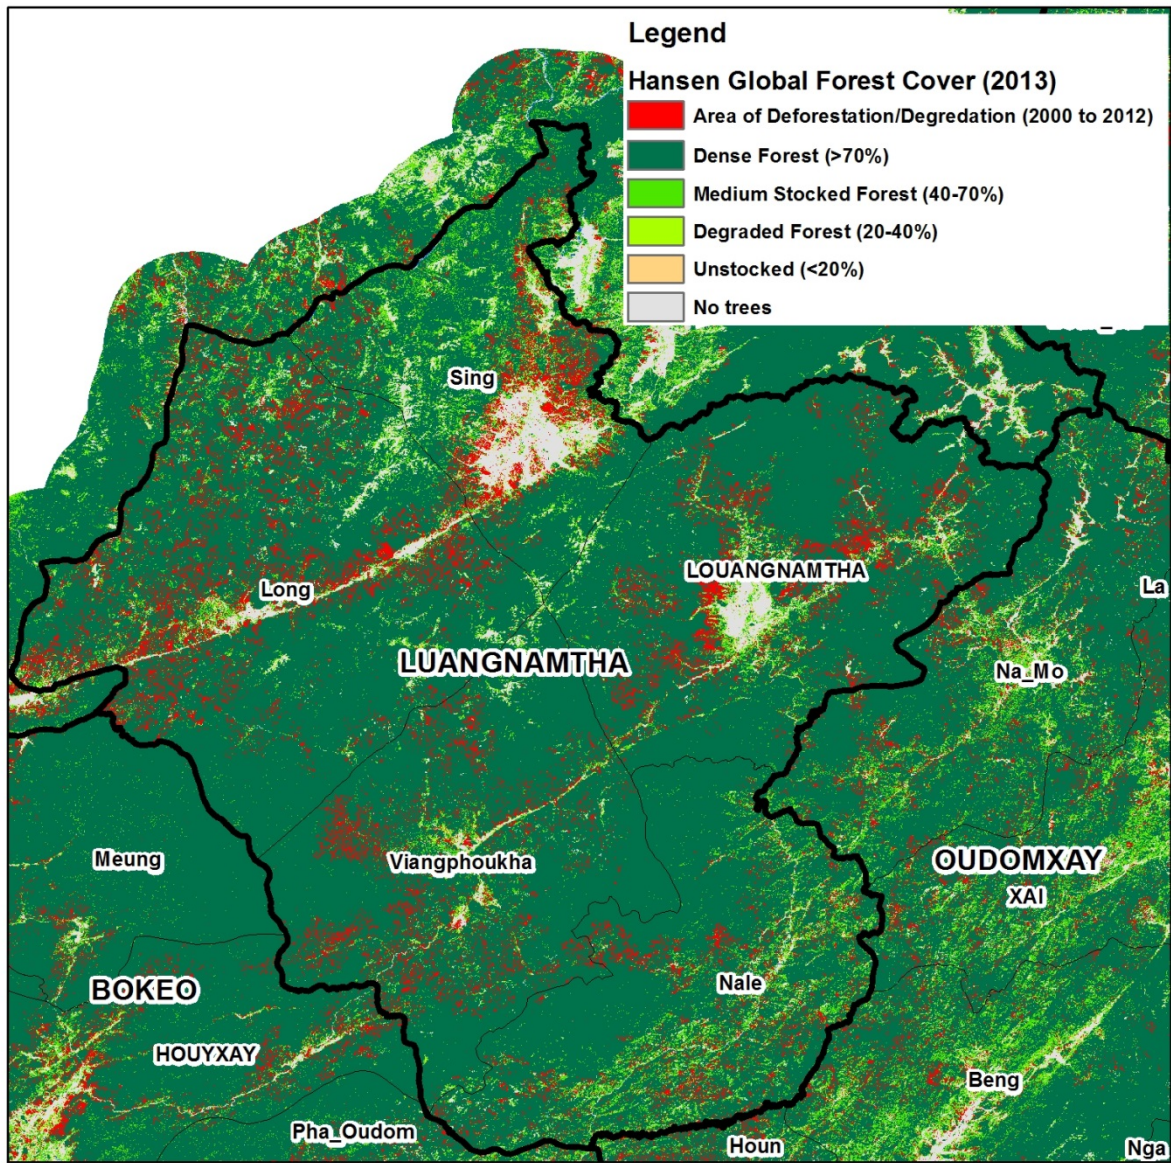 Legend
Hansen Global Forest Cover (2013)
Area of Deforestation/Degredation (2000 to 2012)
Dense Forest (>70%)
Medium Stocked Forest (40-70%)
Degraded Forest (20-40%)
Unstocked (<20%)
No trees
Sing
LOUANGNAMTHA
Long
La
LUANGNAMTHA
Na_Mo
Meung
Viangphoukha
OUDOMXAY
XAI
BOKEO
Nale
HOUYXAY
Beng
Pha_Oudom
Houn
Nga